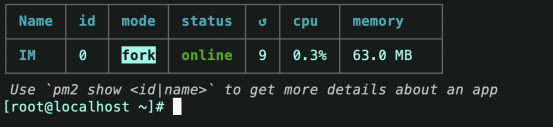 Name id mode status ↺ cpu memory
IM 0 fork online 9 0.3% 63.0 MB
Use `pm2 show <id|name>` to get more details about an app
[root@localhost ~]#